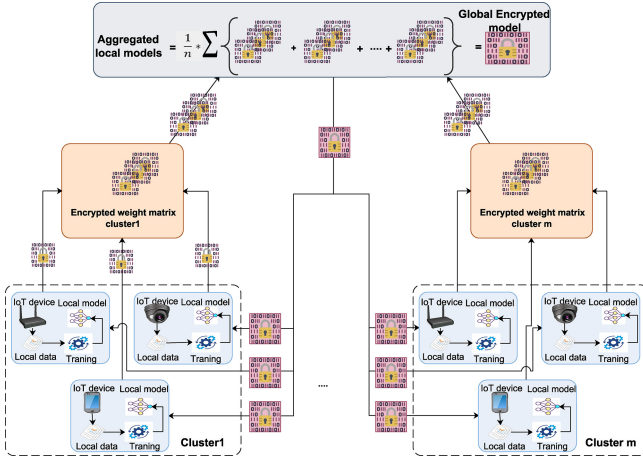 Aggregated
local models
= 1/n * ∑ { + + .... + } =
Global Encrypted
model
Encrypted weight matrix
cluster1
Encrypted weight matrix
cluster m
IoT device Local model
Local data Traning
IoT device Local model
Local data Traning
IoT device Local model
Local data Traning
Cluster1
....
IoT device Local model
Local data Traning
IoT device Local model
Local data Traning
IoT device Local model
Local data Traning
Cluster m